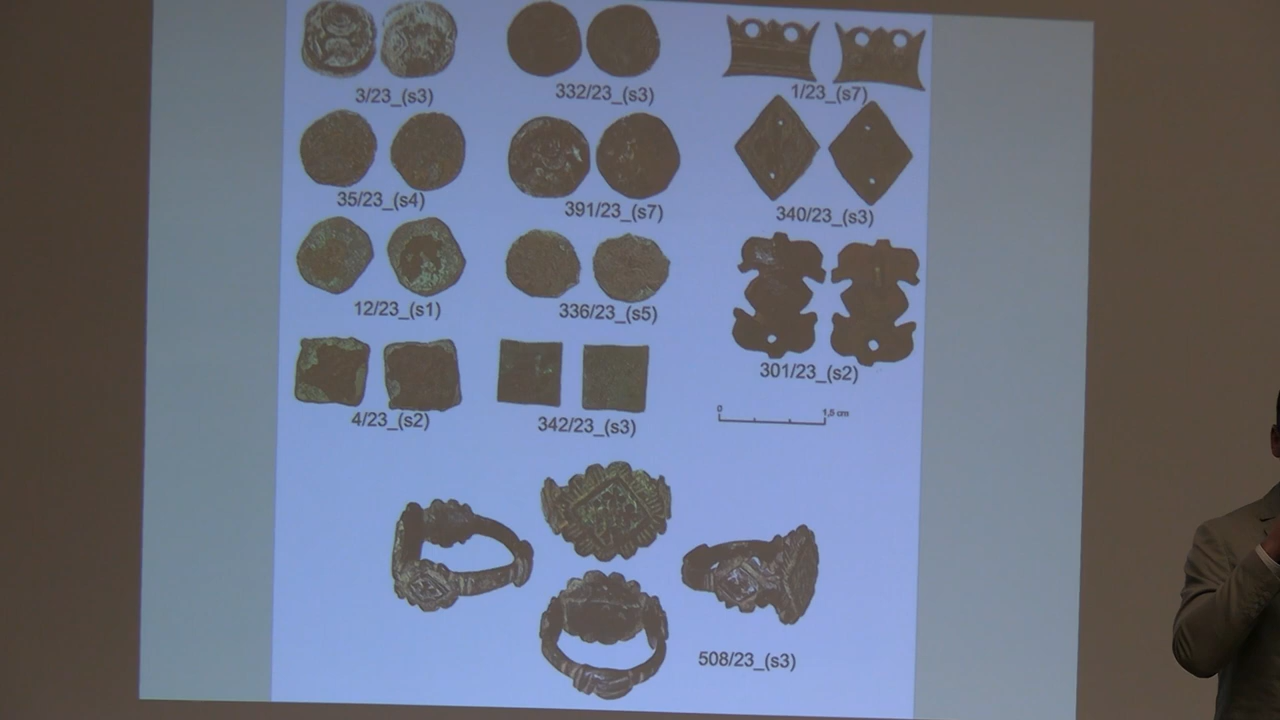 3/23_(s3)
332/23_(s3)
1/23_(s7)
35/23_(s4)
391/23_(s7)
340/23_(s3)
12/23_(s1)
336/23_(s5)
301/23_(s2)
4/23_(s2)
342/23_(s3)
0 1,5 cm
508/23_(s3)